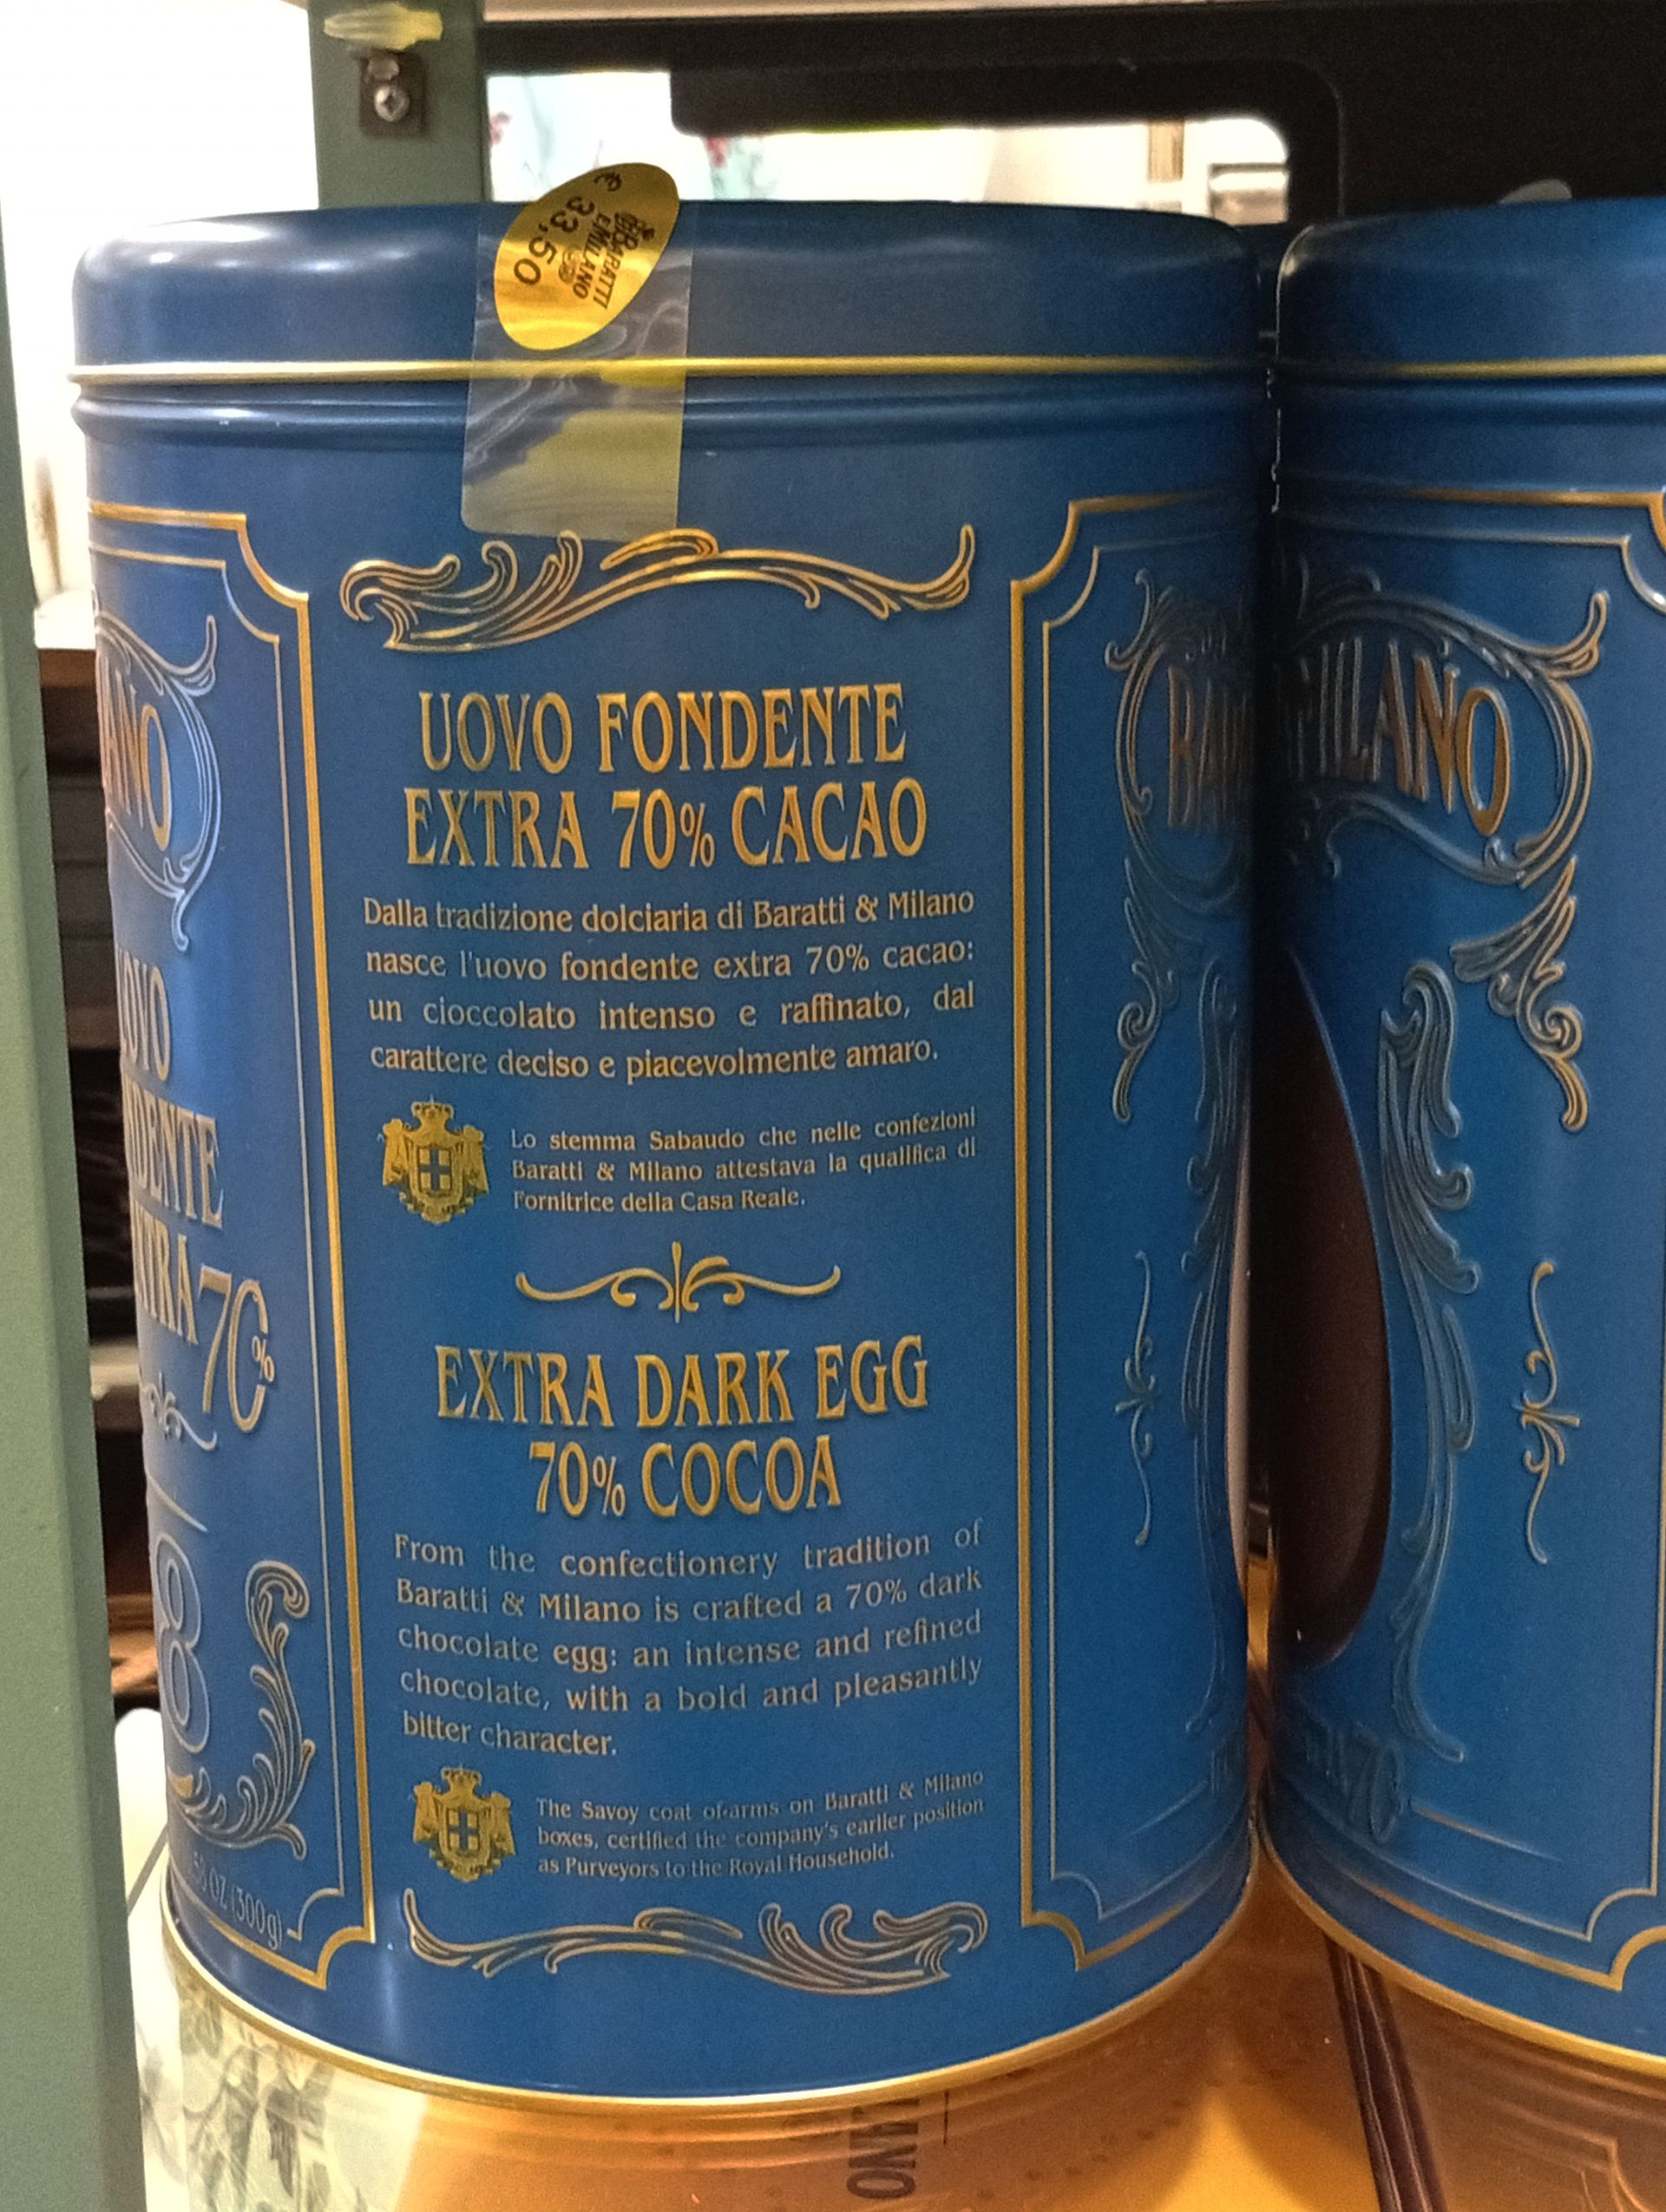 € 33,50
BARATTI
E MILANO
UOVO FONDENTE
EXTRA 70% CACAO
Dalla tradizione dolciaria di Baratti & Milano
nasce l'uovo fondente extra 70% cacao:
un cioccolato intenso e raffinato, dal
carattere deciso e piacevolmente amaro.
Lo stemma Sabaudo che nelle confezioni
Baratti & Milano attestava la qualifica di
Fornitrice della Casa Reale.
EXTRA DARK EGG
70% COCOA
From the confectionery tradition of
Baratti & Milano is crafted a 70% dark
chocolate egg: an intense and refined
chocolate, with a bold and pleasantly
bitter character.
The Savoy coat of arms on Baratti & Milano
boxes, certified the company's earlier position
as Purveyors to the Royal Household.
70%
8
OZ (300g)
MILANO